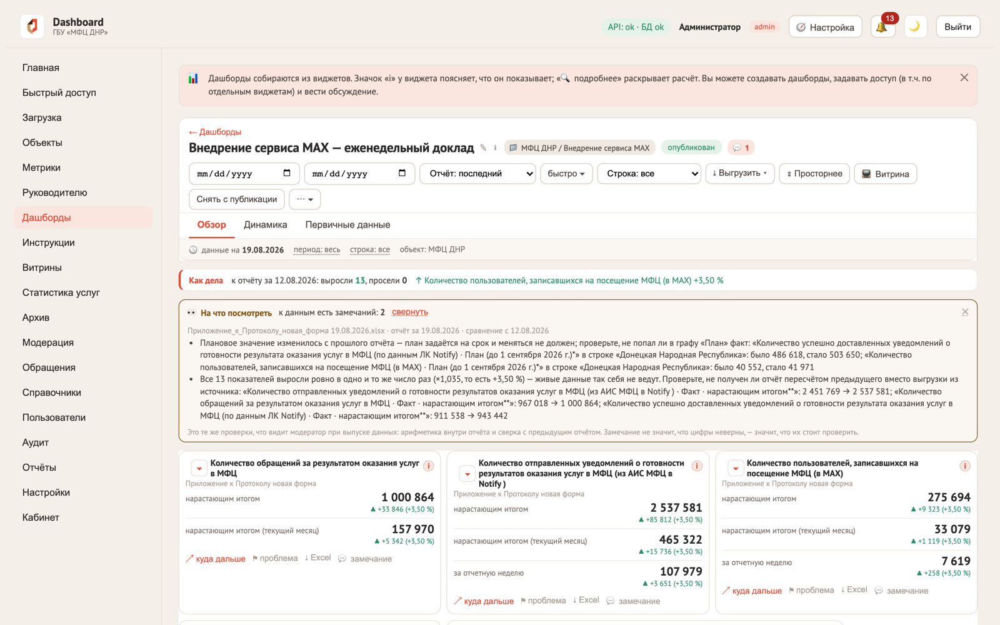 Dashboard
ГБУ «МФЦ ДНР»
API: ok · БД ok
Администратор
admin
Настройка
13
Выйти
Главная
Быстрый доступ
Загрузка
Объекты
Метрики
Руководителю
Дашборды
Инструкции
Витрины
Статистика услуг
Архив
Модерация
Обращения
Справочники
Пользователи
Аудит
Отчёты
Настройки
Кабинет
Дашборды собираются из виджетов. Значок «i» у виджета поясняет, что он показывает; «🔍 подробнее» раскрывает расчёт. Вы можете создавать дашборды, задавать доступ (в т.ч. по
отдельным виджетам) и вести обсуждение.
← Дашборды
Внедрение сервиса MAX — еженедельный доклад
МФЦ ДНР / Внедрение сервиса MAX
опубликован
1
mm/dd/yyyy
mm/dd/yyyy
Отчёт: последний
быстро ▾
Строка: все
⤓ Выгрузить ▾
⇕ Просторнее
Витрина
Снять с публикации
⋯ ▾
Обзор
Динамика
Первичные данные
данные на 19.08.2026
период: весь
строка: все
объект: МФЦ ДНР
Как дела к отчёту за 12.08.2026: выросли 13, просели 0 ↑ Количество пользователей, записавшихся на посещение МФЦ (в MAX) +3,50 %
На что посмотреть к данным есть замечаний: 2 свернуть
Приложение_к_Протоколу_новая_форма 19.08.2026.xlsx · отчёт за 19.08.2026 · сравнение с 12.08.2026
• Плановое значение изменилось с прошлого отчёта — план задаётся на срок и меняться не должен; проверьте, не попал ли в графу «План» факт: «Количество успешно доставленных уведомлений о
готовности результата оказания услуг в МФЦ (по данным ЛК Notify) · План (до 1 сентября 2026 г.)*» в строке «Донецкая Народная Республика»: было 486 618, стало 503 650; «Количество
пользователей, записавшихся на посещение МФЦ (в MAX) · План (до 1 сентября 2026 г.)*» в строке «Донецкая Народная Республика»: было 40 552, стало 41 971
• Все 13 показателей выросли ровно в одно и то же число раз (×1,035, то есть +3,50 %) — живые данные так себя не ведут. Проверьте, не получен ли отчёт пересчётом предыдущего вместо выгрузки из
источника: «Количество отправленных уведомлений о готовности результатов оказания услуг в МФЦ (из АИС МФЦ в Notify ) · Факт · нарастающим итогом**»: 2 451 769 → 2 537 581; «Количество
обращений за результатом оказания услуг в МФЦ · Факт · нарастающим итогом**»: 967 018 → 1 000 864; «Количество успешно доставленных уведомлений о готовности результата оказания услуг в
МФЦ (по данным ЛК Notify) · Факт · нарастающим итогом**»: 911 538 → 943 442
Это те же проверки, что видит модератор при выпуске данных: арифметика внутри отчёта и сверка с предыдущим отчётом. Замечание не значит, что цифры неверны, — значит, что их стоит проверить.
Количество обращений за результатом оказания услуг
в МФЦ
i
Приложение к Протоколу новая форма
нарастающим итогом
1 000 864
▲ +33 846 (+3,50 %)
нарастающим итогом (текущий месяц)
157 970
▲ +5 342 (+3,50 %)
куда дальше
проблема
⤓ Excel
замечание
Количество отправленных уведомлений о готовности
результатов оказания услуг в МФЦ (из АИС МФЦ в
Notify )
i
Приложение к Протоколу новая форма
нарастающим итогом
2 537 581
▲ +85 812 (+3,50 %)
нарастающим итогом (текущий месяц)
465 322
▲ +15 736 (+3,50 %)
за отчетную неделю
107 979
▲ +3 651 (+3,50 %)
куда дальше
проблема
⤓ Excel
замечание
Количество пользователей, записавшихся на
посещение МФЦ (в MAX)
i
Приложение к Протоколу новая форма
нарастающим итогом
275 694
▲ +9 323 (+3,50 %)
нарастающим итогом (текущий месяц)
33 079
▲ +1 119 (+3,50 %)
за отчетную неделю
7 619
▲ +258 (+3,50 %)
куда дальше
проблема
⤓ Excel
замечание